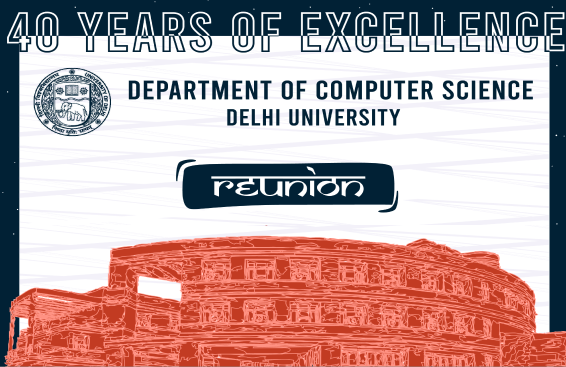 40 YEARS OF EXCELLENCE
DEPARTMENT OF COMPUTER SCIENCE
DELHI UNIVERSITY
reunion